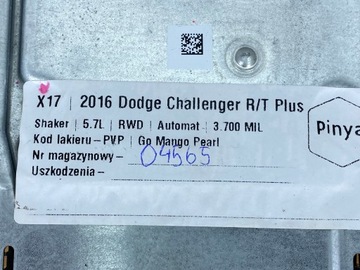 X17 | 2016 Dodge Challenger R/T Plus
Shaker | 5.7L | RWD | Automat | 3.700 MIL
Kod lakieru – PVP | Go Mango Pearl
Nr magazynowy – 04565
Uszkodzenia –
Pinya